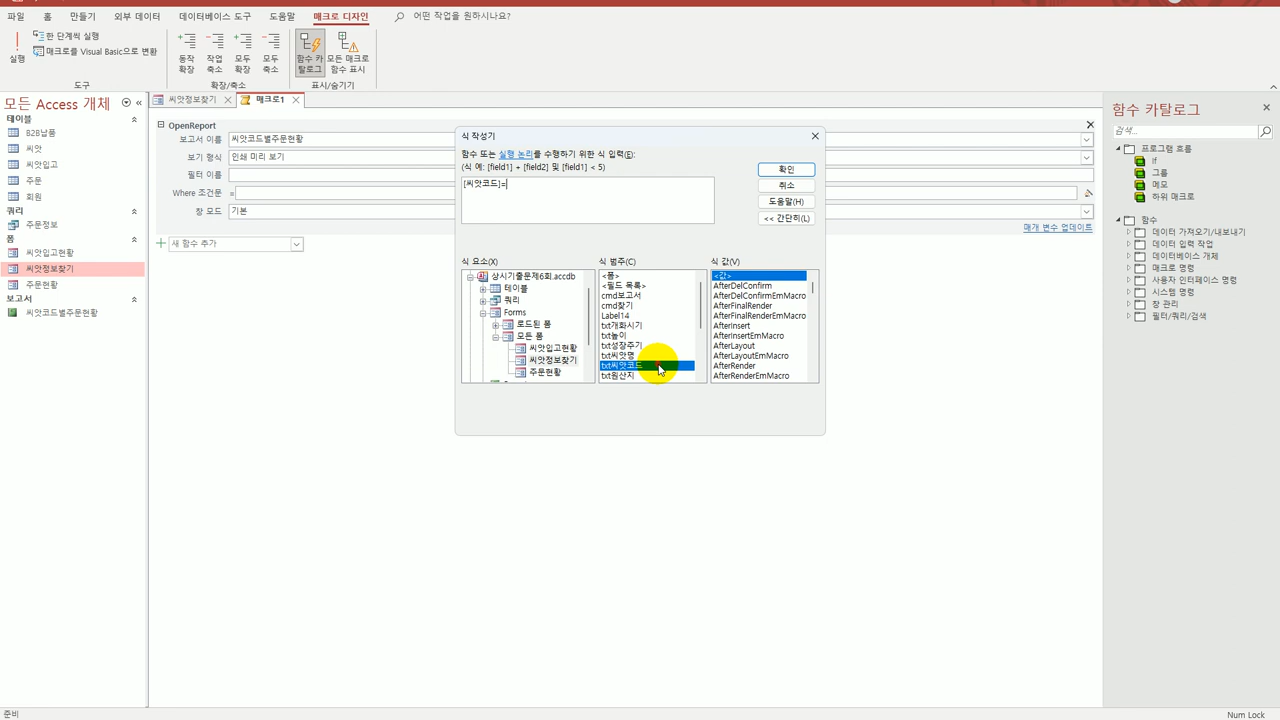 파일 홈 만들기 외부 데이터 데이터베이스 도구 도움말 매크로 디자인 어떤 작업을 원하시나요?
실행
한 단계씩 실행
매크로를 Visual Basic으로 변환
도구
동작 확장
작업 축소
모두 확장
모두 축소
확장/축소
함수 카탈로그
모든 매크로 함수 표시
표시/숨기기
모든 Access 개체
테이블
B2B납품
씨앗
씨앗입고
주문
회원
쿼리
주문정보
폼
씨앗입고현황
씨앗정보찾기
주문현황
보고서
씨앗코드별주문현황
씨앗정보찾기
매크로1
OpenReport
보고서 이름 씨앗코드별주문현황
보기 형식 인쇄 미리 보기
필터 이름
Where 조건문 =
창 모드 기본
매개 변수 업데이트
새 함수 추가
식 작성기
함수 또는 실행 논리를 수행하기 위한 식 입력(E):
(식 예: [field1] + [field2] 및 [field1] < 5)
[씨앗코드]=
확인
취소
도움말(H)
<< 간단히(L)
식 요소(X)
상시기출문제6회.accdb
테이블
쿼리
Forms
로드된 폼
모든 폼
씨앗입고현황
씨앗정보찾기
주문현황
식 범주(C)
<폼>
<필드 목록>
cmd보고서
cmd찾기
Label14
txt개화시기
txt높이
txt성장주기
txt씨앗명
txt씨앗코드
txt원산지
식 값(V)
<값>
AfterDelConfirm
AfterDelConfirmEmMacro
AfterFinalRender
AfterFinalRenderEmMacro
AfterInsert
AfterInsertEmMacro
AfterLayout
AfterLayoutEmMacro
AfterRender
AfterRenderEmMacro
함수 카탈로그
검색...
프로그램 흐름
If
그룹
메모
하위 매크로
함수
데이터 가져오기/내보내기
데이터 입력 작업
데이터베이스 개체
매크로 명령
사용자 인터페이스 명령
시스템 명령
창 관리
필터/쿼리/검색
준비
Num Lock